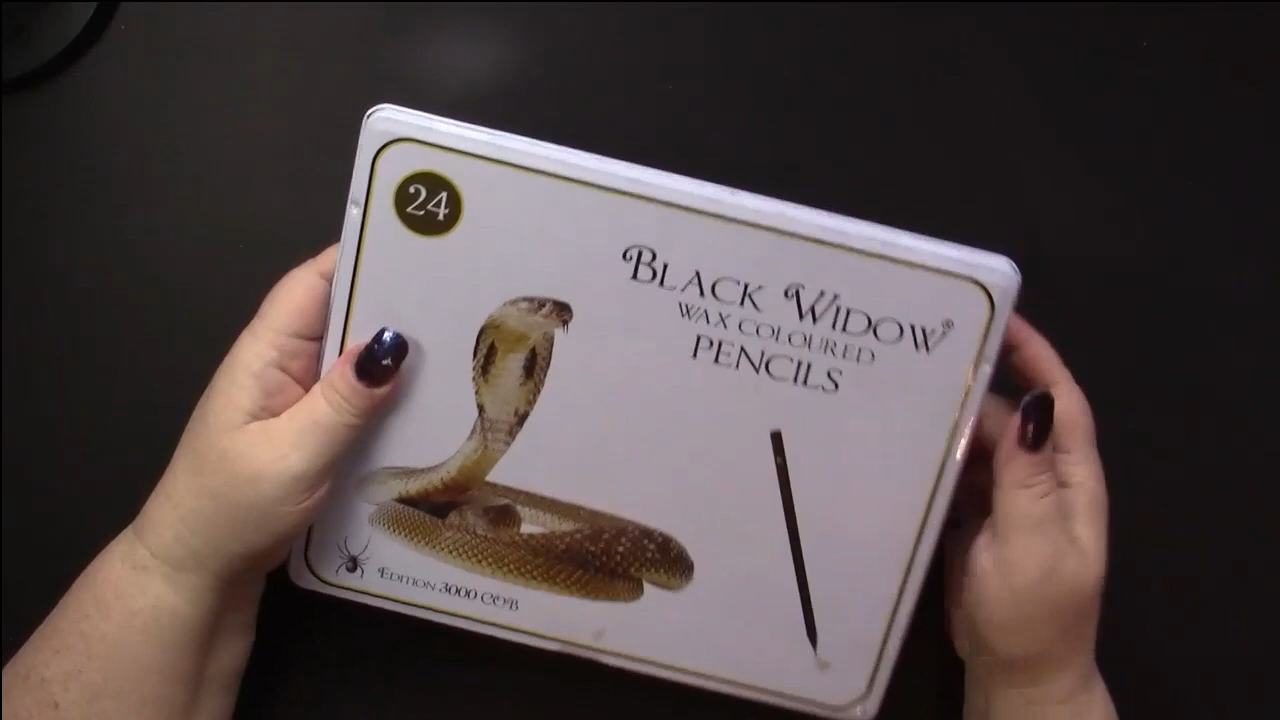 24
BLACK WIDOW®
WAX COLOURED
PENCILS
EDITION 3000 COB